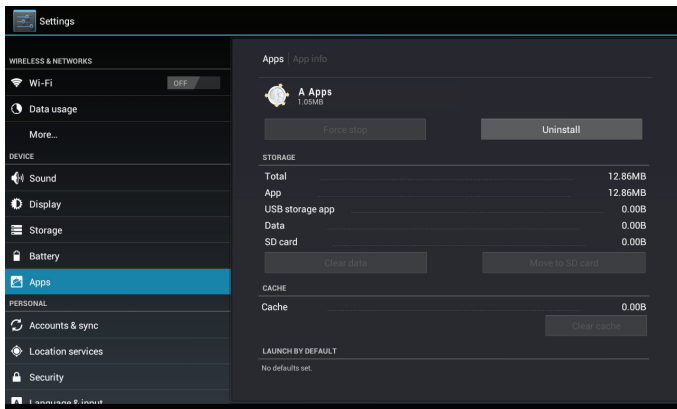 Settings
WIRELESS & NETWORKS
Wi-Fi OFF
Data usage
More...
DEVICE
Sound
Display
Storage
Battery
Apps
PERSONAL
Accounts & sync
Location services
Security
A Language & input
Apps | App info
A Apps
1.05MB
Force stop Uninstall
STORAGE
Total 12.86MB
App 12.86MB
USB storage app 0.00B
Data 0.00B
SD card 0.00B
Clear data Move to SD card
CACHE
Cache 0.00B
Clear cache
LAUNCH BY DEFAULT
No defaults set.